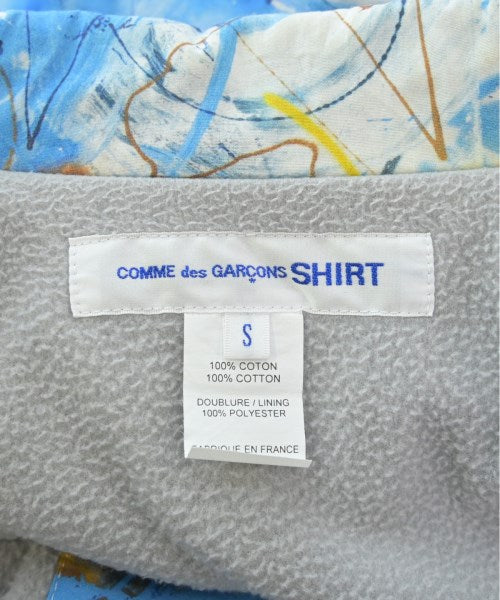 COMME des GARÇONS SHIRT
S
100% COTON
100% COTTON
DOUBLURE / LINING
100% POLYESTER
FABRIQUE EN FRANCE